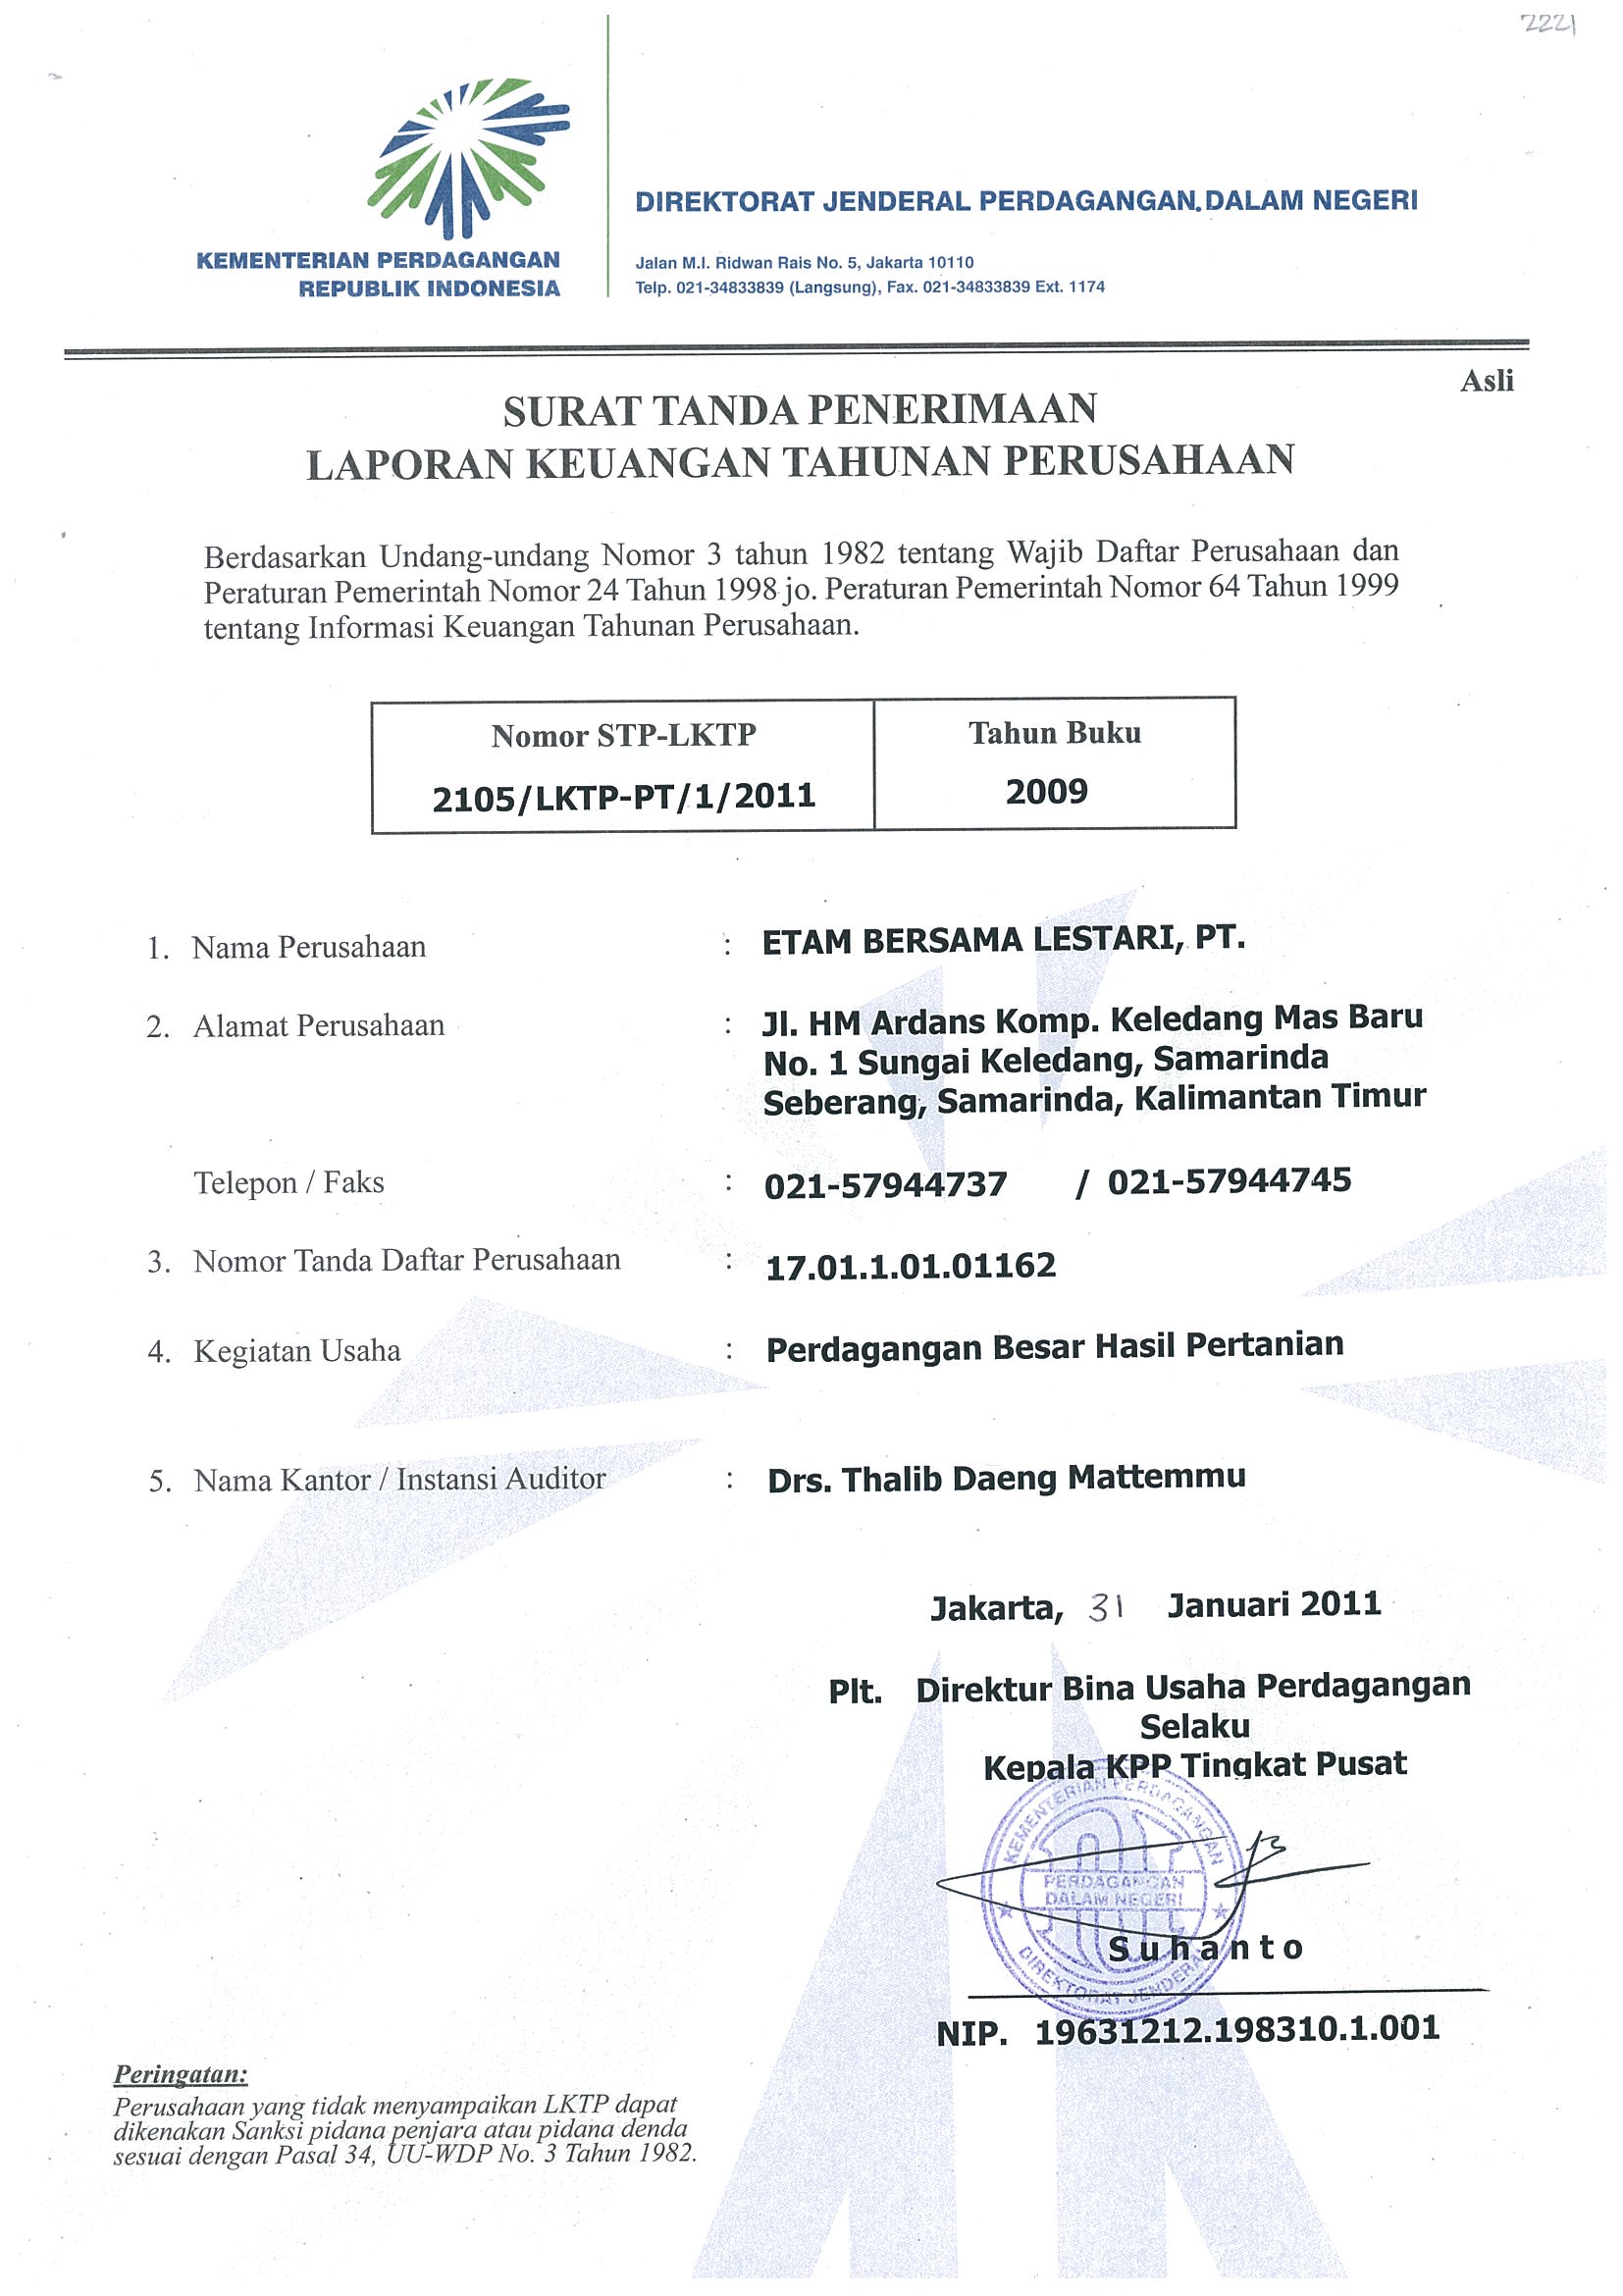 2221
KEMENTERIAN PERDAGANGAN
REPUBLIK INDONESIA
DIREKTORAT JENDERAL PERDAGANGAN DALAM NEGERI
Jalan M.I. Ridwan Rais No. 5, Jakarta 10110
Telp. 021-34833839 (Langsung), Fax. 021-34833839 Ext. 1174
Asli
SURAT TANDA PENERIMAAN
LAPORAN KEUANGAN TAHUNAN PERUSAHAAN
Berdasarkan Undang-undang Nomor 3 tahun 1982 tentang Wajib Daftar Perusahaan dan
Peraturan Pemerintah Nomor 24 Tahun 1998 jo. Peraturan Pemerintah Nomor 64 Tahun 1999
tentang Informasi Keuangan Tahunan Perusahaan.
Nomor STP-LKTP Tahun Buku
2105/LKTP-PT/1/2011 2009
1. Nama Perusahaan : ETAM BERSAMA LESTARI, PT.
2. Alamat Perusahaan : Jl. HM Ardans Komp. Keledang Mas Baru
No. 1 Sungai Keledang, Samarinda
Seberang, Samarinda, Kalimantan Timur
Telepon / Faks : 021-57944737 / 021-57944745
3. Nomor Tanda Daftar Perusahaan : 17.01.1.01.01162
4. Kegiatan Usaha : Perdagangan Besar Hasil Pertanian
5. Nama Kantor / Instansi Auditor : Drs. Thalib Daeng Mattemmu
Jakarta, 31 Januari 2011
Plt. Direktur Bina Usaha Perdagangan
Selaku
Kepala KPP Tingkat Pusat
KEMENTERIAN PERDAGANGAN
PERDAGANGAN
DALAM NEGERI
DIREKTORAT JENDERAL
Suhanto
NIP. 19631212.198310.1.001
Peringatan:
Perusahaan yang tidak menyampaikan LKTP dapat
dikenakan Sanksi pidana penjara atau pidana denda
sesuai dengan Pasal 34, UU-WDP No. 3 Tahun 1982.